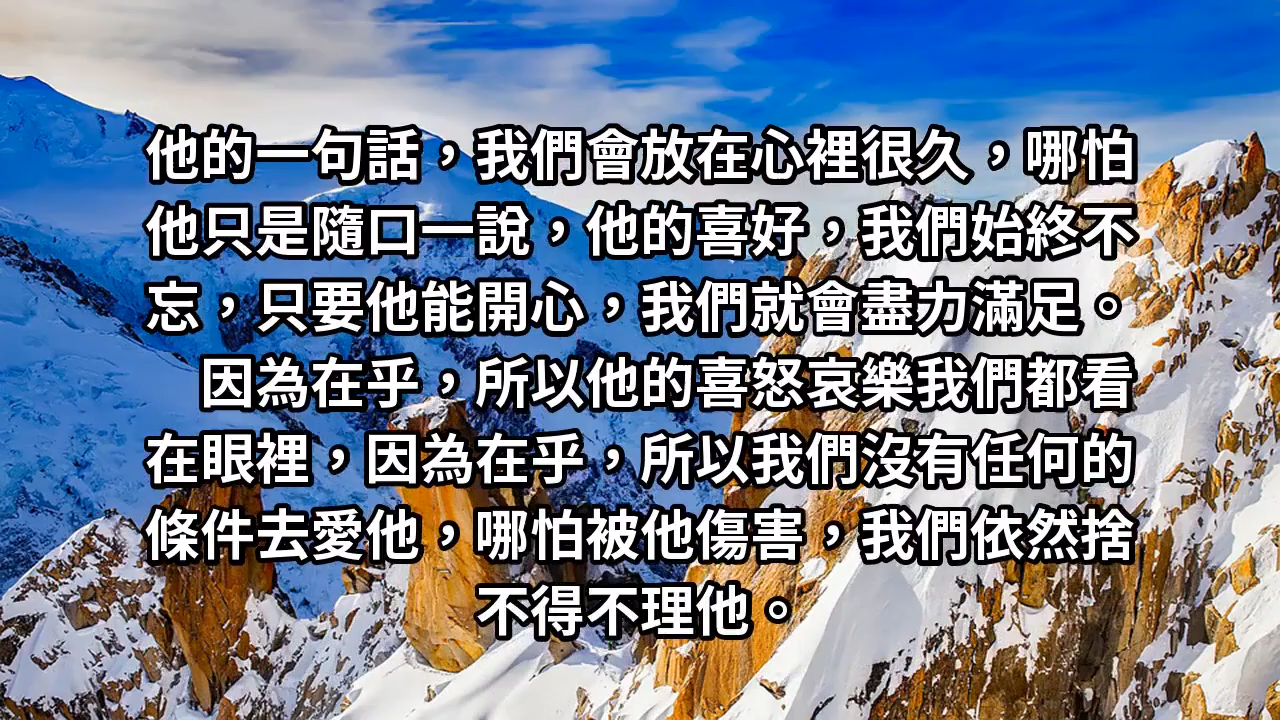 他的一句話，我們會放在心裡很久，哪怕
他只是隨口一說，他的喜好，我們始終不
忘，只要他能開心，我們就會盡力滿足。
因為在乎，所以他的喜怒哀樂我們都看
在眼裡，因為在乎，所以我們沒有任何的
條件去愛他，哪怕被他傷害，我們依然捨
不得不理他。